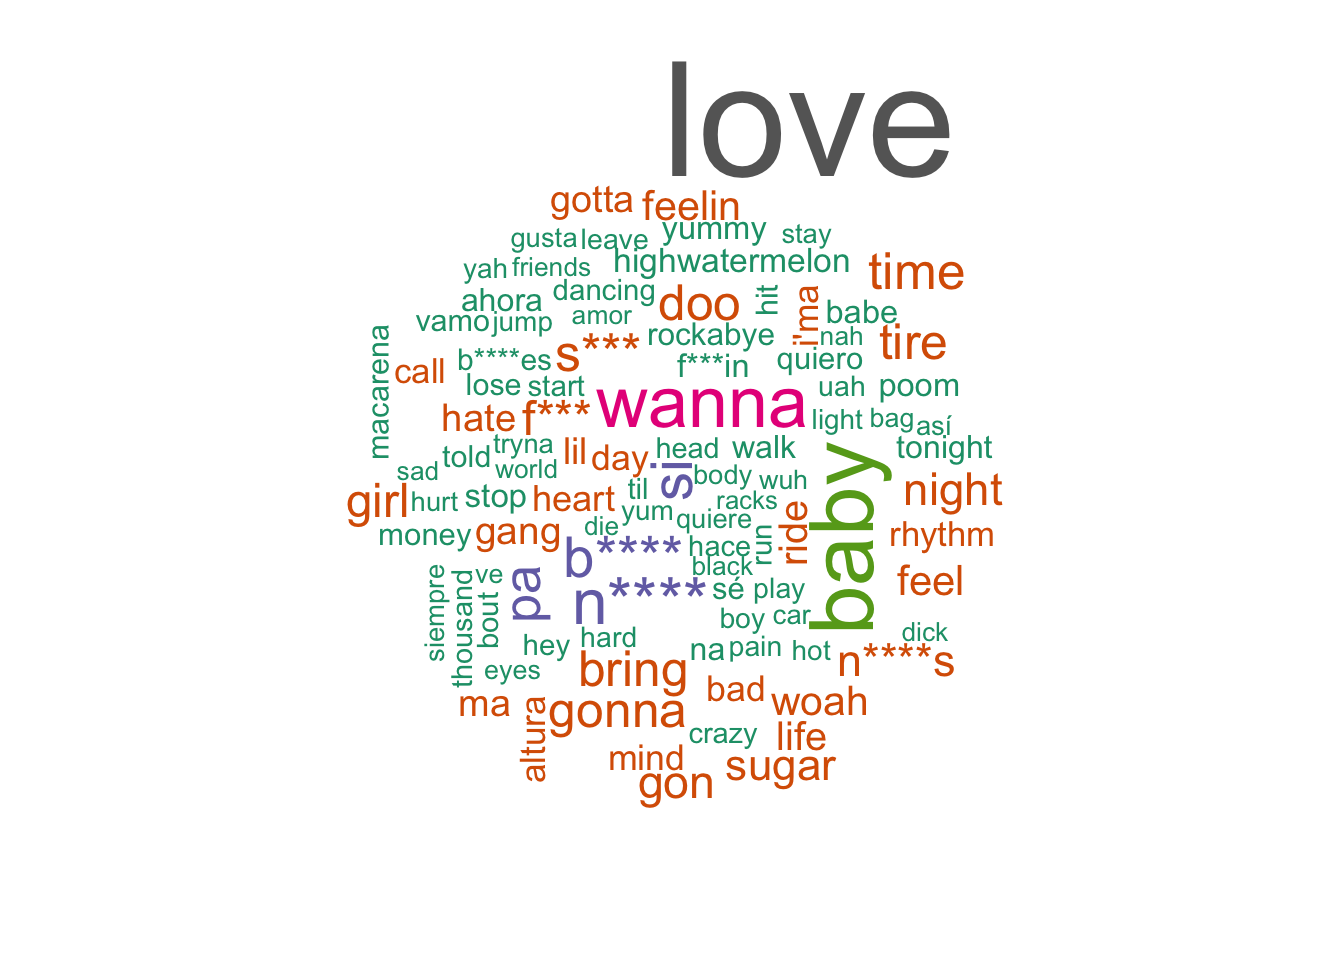 love
gotta feelin
gusta leave yummy stay
yah friends highwatermelon time
ahora dancing doo hit i'ma babe
vamo jump amor rockabye nah tire
macarena call b****es s*** f***in quiero
lose start wanna uah poom
hate f*** light bag así
told tryna lil day head walk tonight
sad world si body wuh baby
girl hurt stop heart til racks night
money gang yum quiere run ride rhythm
die b**** hace black feel
siempre thousand ve bout pa n**** sé play
boy car dick
hey hard na pain hot n****s
eyes bring bad
ma altura gonna woah
crazy life
mind sugar
gon